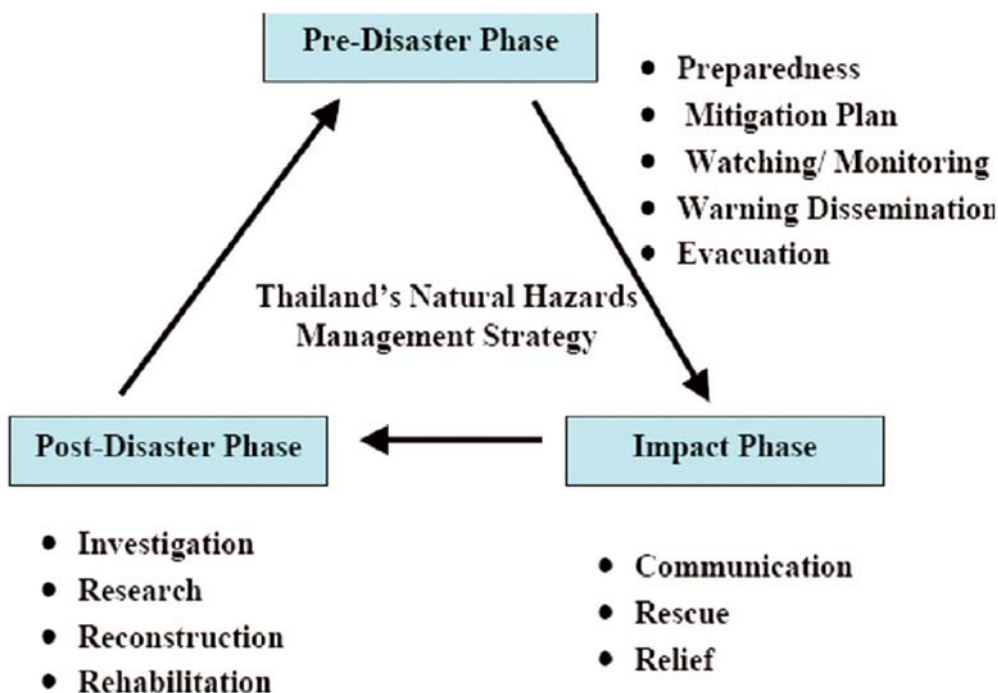 Pre-Disaster Phase
• Preparedness
• Mitigation Plan
• Watching/ Monitoring
• Warning Dissemination
• Evacuation
Thailand's Natural Hazards
Management Strategy
Post-Disaster Phase
Impact Phase
• Investigation
• Research
• Reconstruction
• Rehabilitation
• Communication
• Rescue
• Relief